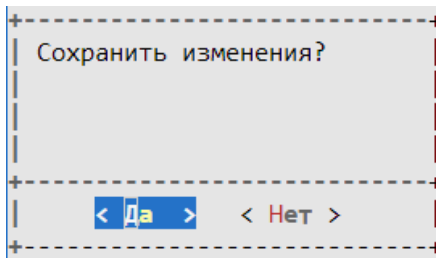 Сохранить изменения?
< Да > < Нет >